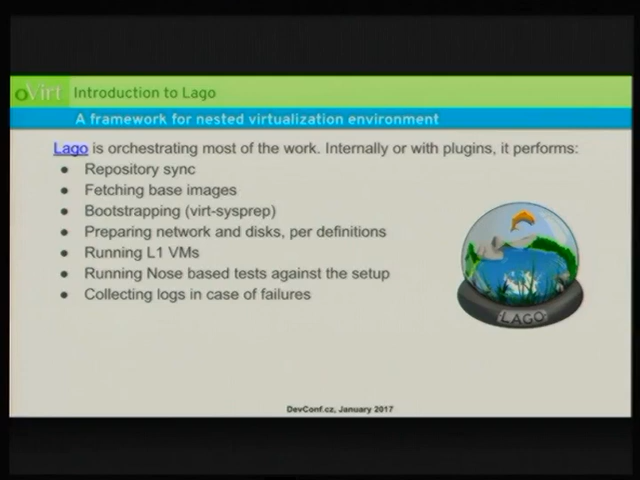 oVirt Introduction to Lago
A framework for nested virtualization environment
Lago is orchestrating most of the work. Internally or with plugins, it performs:
● Repository sync
● Fetching base images
● Bootstrapping (virt-sysprep)
● Preparing network and disks, per definitions
● Running L1 VMs
● Running Nose based tests against the setup
● Collecting logs in case of failures
LAGO
DevConf.cz, January 2017